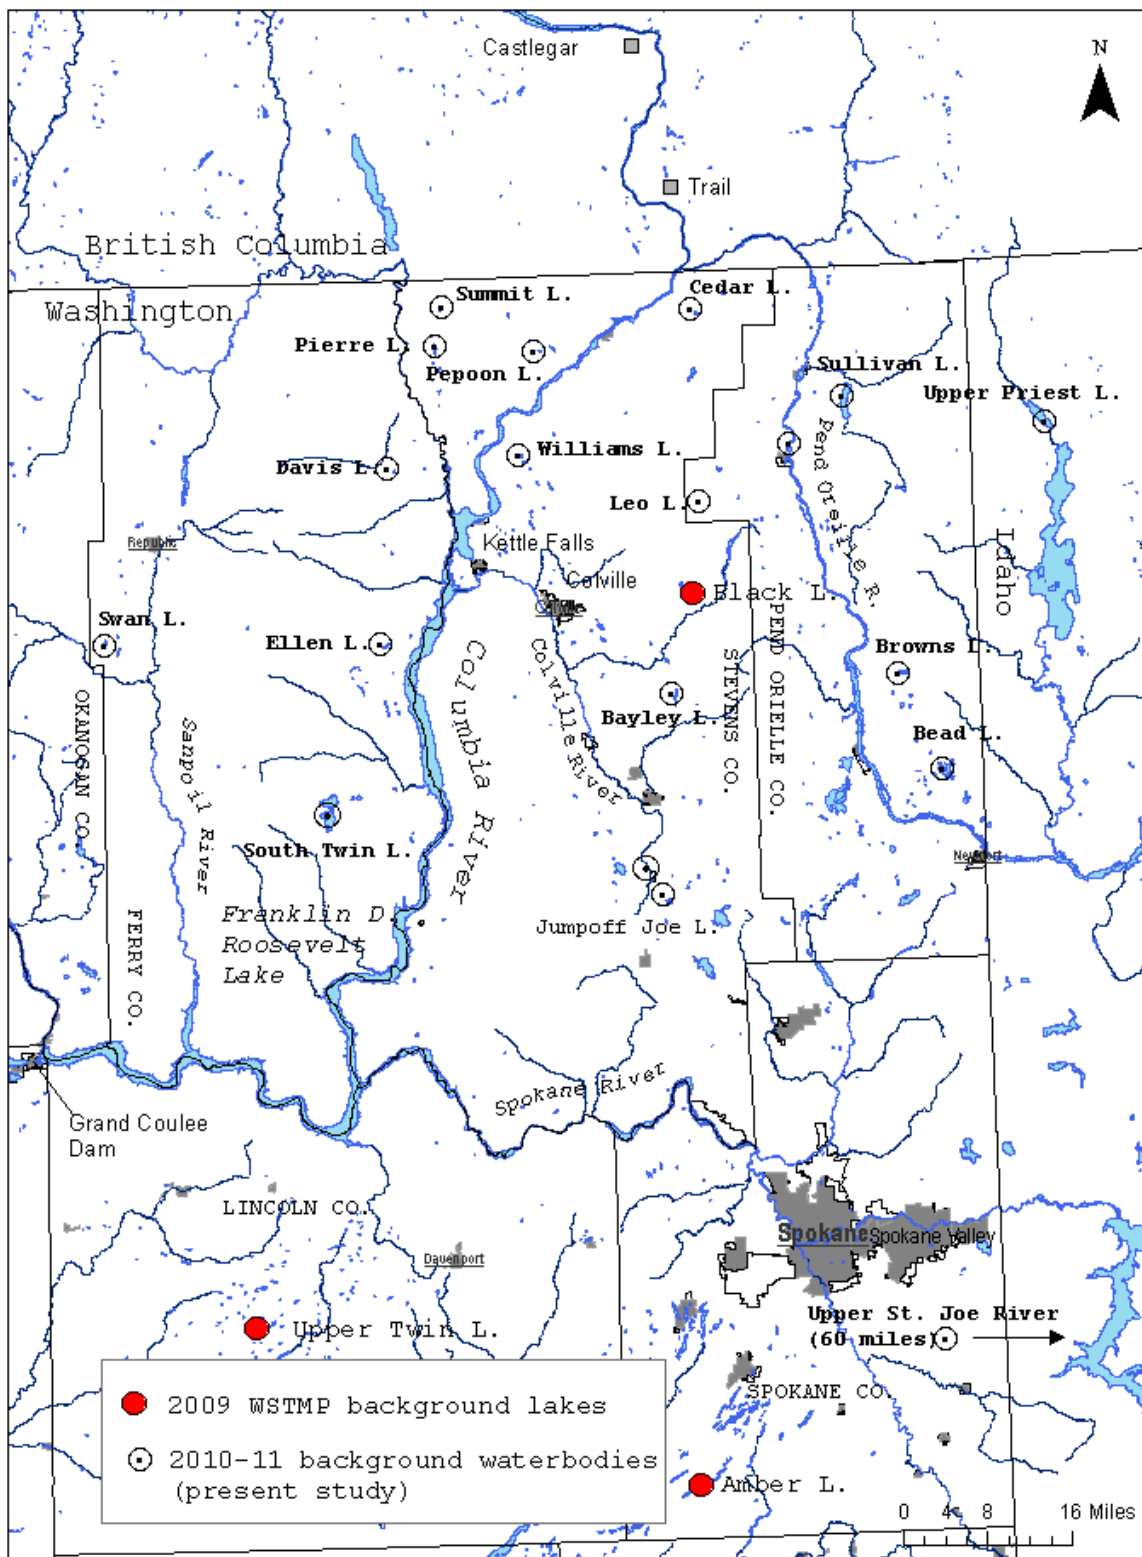 Castlegar
N
Trail
British Columbia
Washington
Summit L.
Cedar L.
Pierre L.
Pepoon L.
Sullivan L.
Upper Priest L.
Williams L.
Davis L.
Leo L.
Pend Oreille R.
Republic
Kettle Falls
Idaho
Colville
Black L.
Swan L.
Ellen L.
Columbia River
Colville River
Browns L.
STEVENS CO.
PEND ORIELLE CO.
Bayley L.
OKANOGAN CO.
Sanpoil River
Bead L.
South Twin L.
Newport
FERRY CO.
Franklin D.
Roosevelt
Lake
Jumpoff Joe L.
Spokane River
Grand Coulee
Dam
LINCOLN CO.
Spokane
Spokane Valley
Davenport
Upper St. Joe River
(60 miles)
Upper Twin L.
SPOKANE CO.
2009 WSTMP background lakes
2010-11 background waterbodies
(present study)
Amber L.
0 4 8 16 Miles